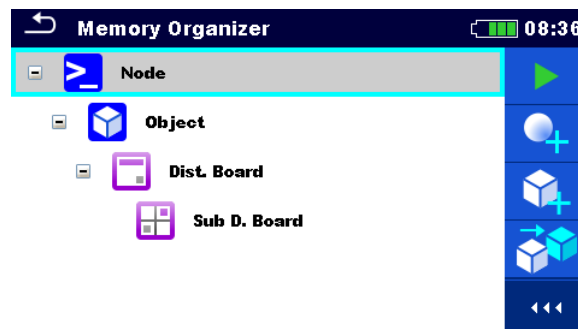 Memory Organizer 08:36
Node
Object
Dist. Board
Sub D. Board